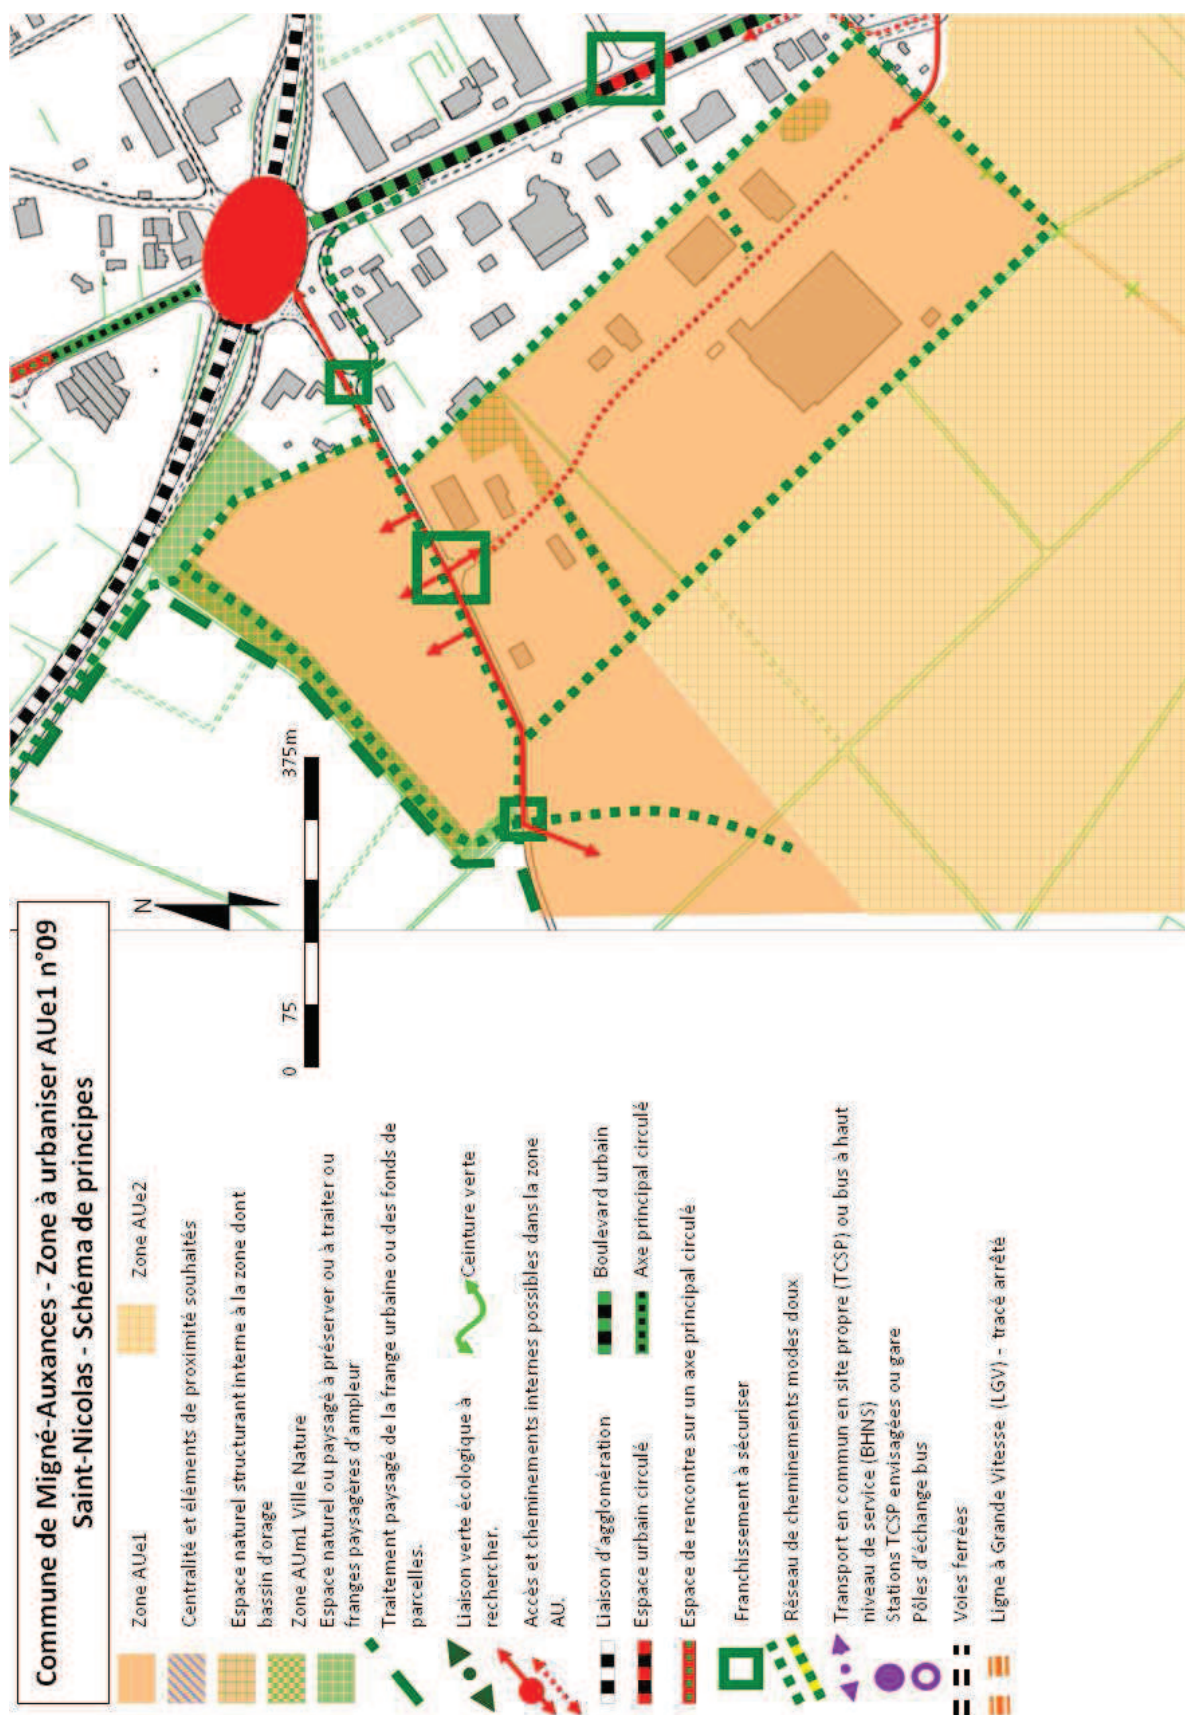 Commune de Migné-Auxances - Zone à urbaniser AUe1 n°09
Saint-Nicolas - Schéma de principes
Zone AUe1
Zone AUe2
Centralité et éléments de proximité souhaités
Espace naturel structurant interne à la zone dont
bassin d'orage
Zone AUm1 Ville Nature
Espace naturel ou paysagé à préserver ou à traiter ou
franges paysagères d'ampleur
Traitement paysagé de la frange urbaine ou des fonds de
parcelles.
Liaison verte écologique à
rechercher.
Ceinture verte
Accès et cheminements internes possibles dans la zone
AU.
Liaison d'agglomération
Boulevard urbain
Espace urbain circulé
Axe principal circulé
Espace de rencontre sur un axe principal circulé
Franchissement à sécuriser
Réseau de cheminements modes doux
Transport en commun en site propre (TCSP) ou bus à haut
niveau de service (BHNS)
Stations TCSP envisagées ou gare
Pôles d'échange bus
Voies ferrées
Ligne à Grande Vitesse (LGV) - tracé arrêté
N
0 75 375m